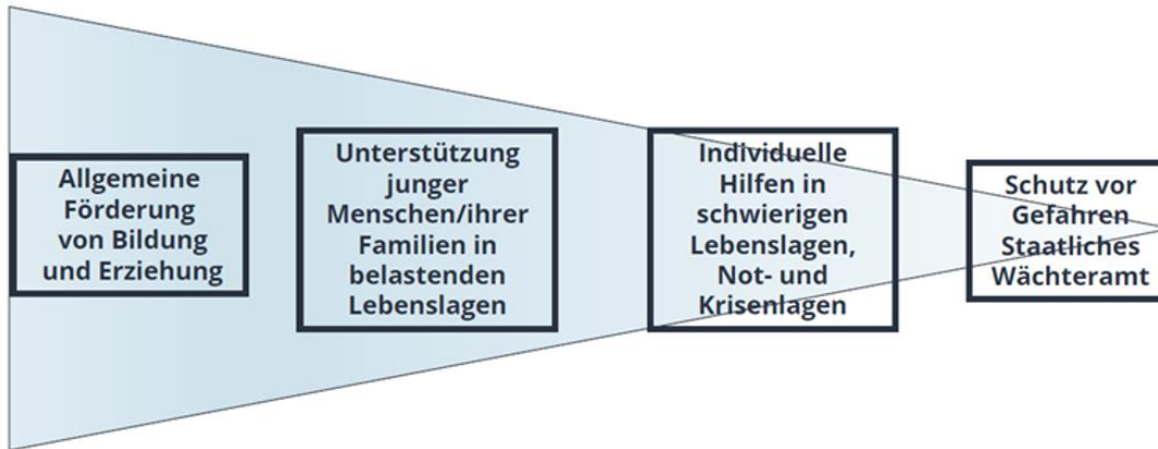 Allgemeine
Förderung
von Bildung
und Erziehung
Unterstützung
junger
Menschen/ihrer
Familien in
belastenden
Lebenslagen
Individuelle
Hilfen in
schwierigen
Lebenslagen,
Not- und
Krisenlagen
Schutz vor
Gefahren
Staatliches
Wächteramt